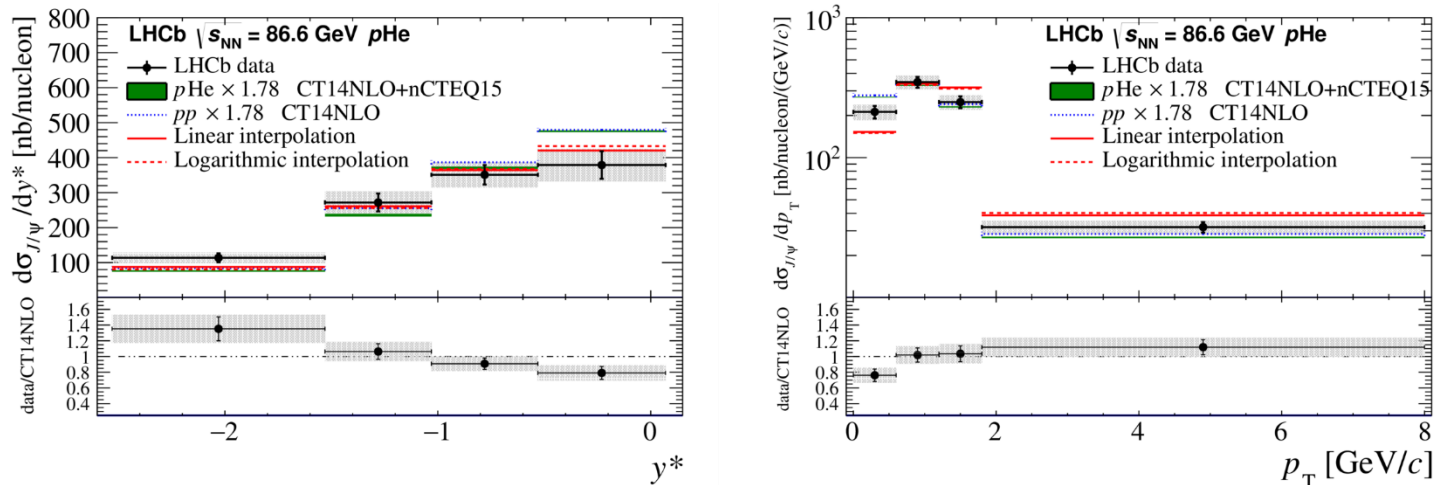 LHCb √s_NN = 86.6 GeV pHe
LHCb data
pHe × 1.78 CT14NLO+nCTEQ15
pp × 1.78 CT14NLO
Linear interpolation
Logarithmic interpolation
dσ_J/ψ/dy* [nb/nucleon]
800
700
600
500
400
300
200
100
data/CT14NLO
1.6
1.4
1.2
1
0.8
0.6
0.4
−2
−1
0
y*
LHCb √s_NN = 86.6 GeV pHe
LHCb data
pHe × 1.78 CT14NLO+nCTEQ15
pp × 1.78 CT14NLO
Linear interpolation
Logarithmic interpolation
dσ_J/ψ/dp_T [nb/nucleon/(GeV/c)]
10³
10²
data/CT14NLO
1.6
1.4
1.2
1
0.8
0.6
0.4
0
2
4
6
8
p_T [GeV/c]